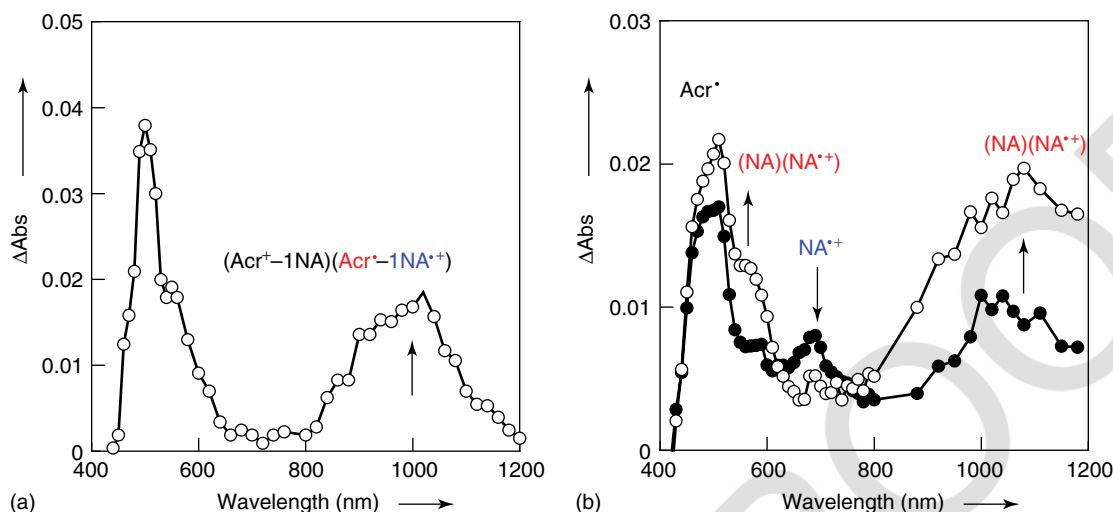 0.05
0.04
0.03
0.02
0.01
0
ΔAbs
(Acr⁺–1NA)(Acr•–1NA•⁺)
400 600 800 1000 1200
Wavelength (nm)
(a)
0.03
0.02
0.01
0
ΔAbs
Acr•
(NA)(NA•⁺)
NA•⁺
(NA)(NA•⁺)
400 600 800 1000 1200
Wavelength (nm)
(b)